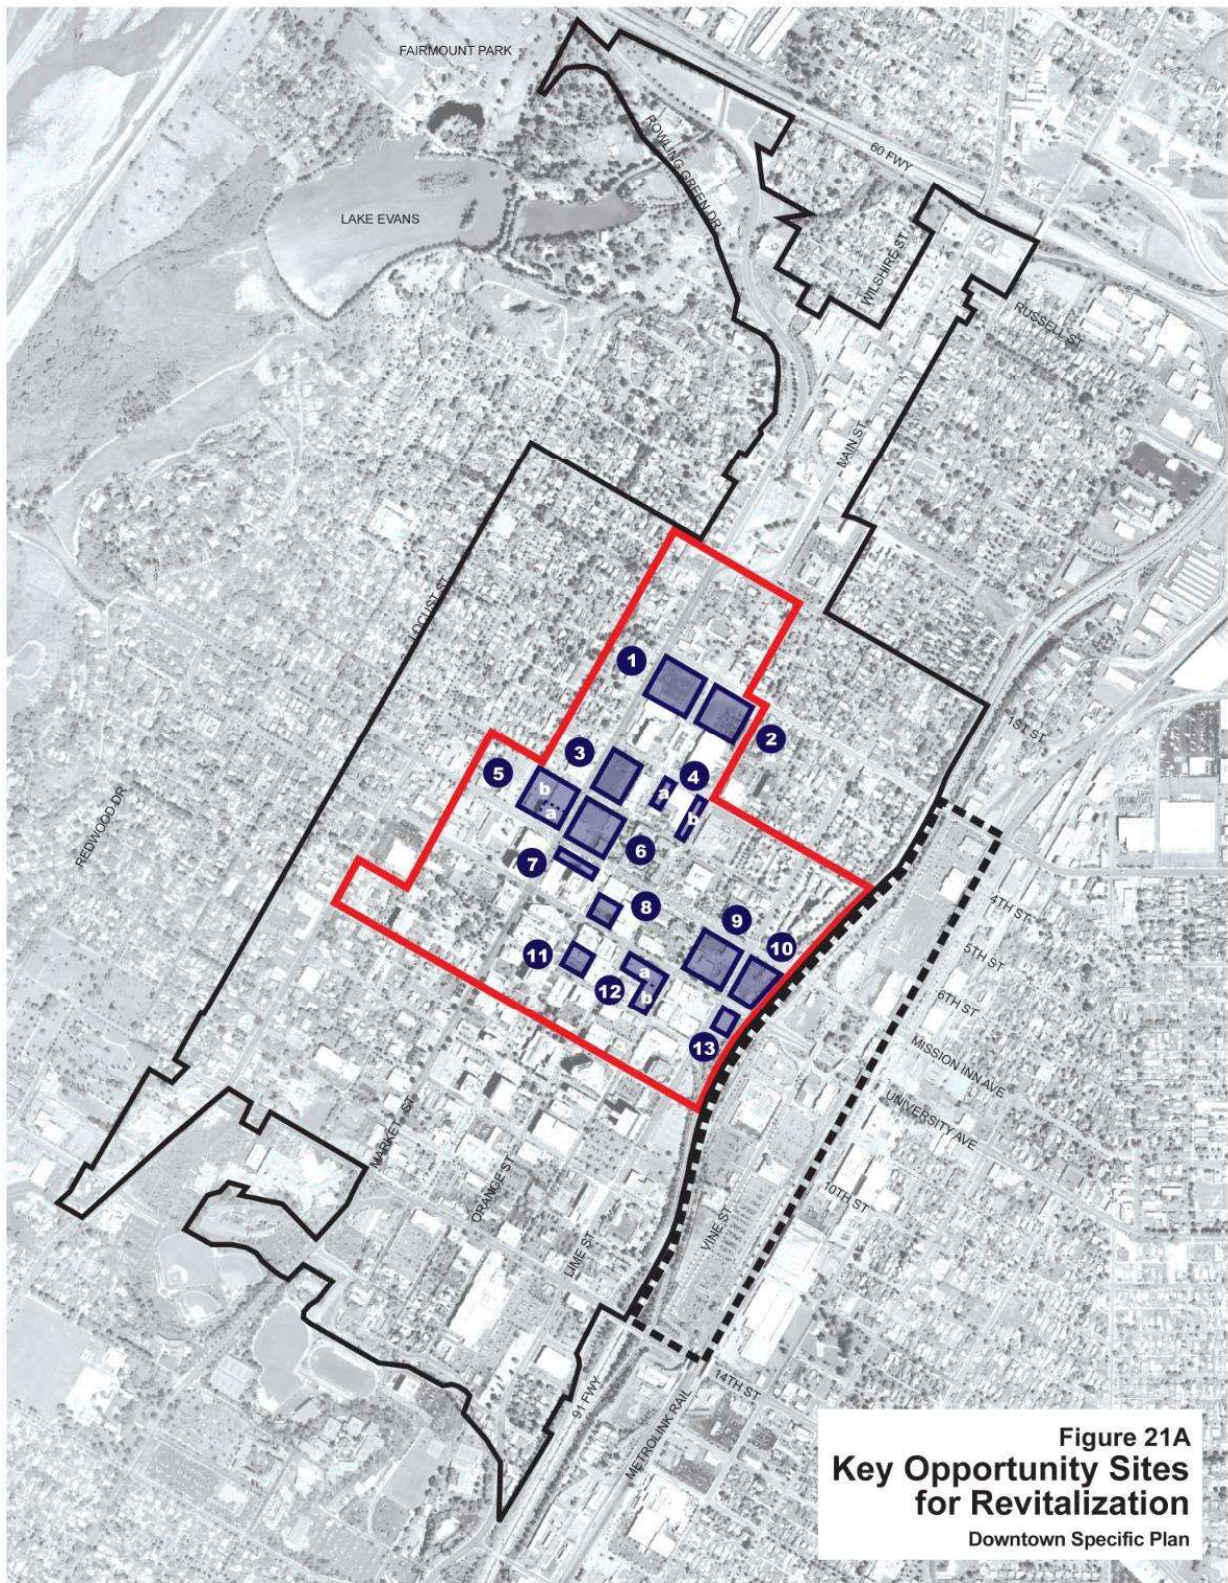 FAIRMOUNT PARK
ROWLING GREEN DR
60 FWY
LAKE EVANS
WILSHIRE ST
RUSSELL ST
MAIN ST
LOCUST ST
1
2
1ST ST
3
4
5
b
a
a
b
REDWOOD DR
6
7
8
4TH ST
9
5TH ST
10
11
a
12
b
6TH ST
13
MISSION INN AVE
UNIVERSITY AVE
MARKET ST
ORANGE ST
10TH ST
VINE ST
LIME ST
91 FWY
14TH ST
METROLINK RAIL
Figure 21A
Key Opportunity Sites
for Revitalization
Downtown Specific Plan